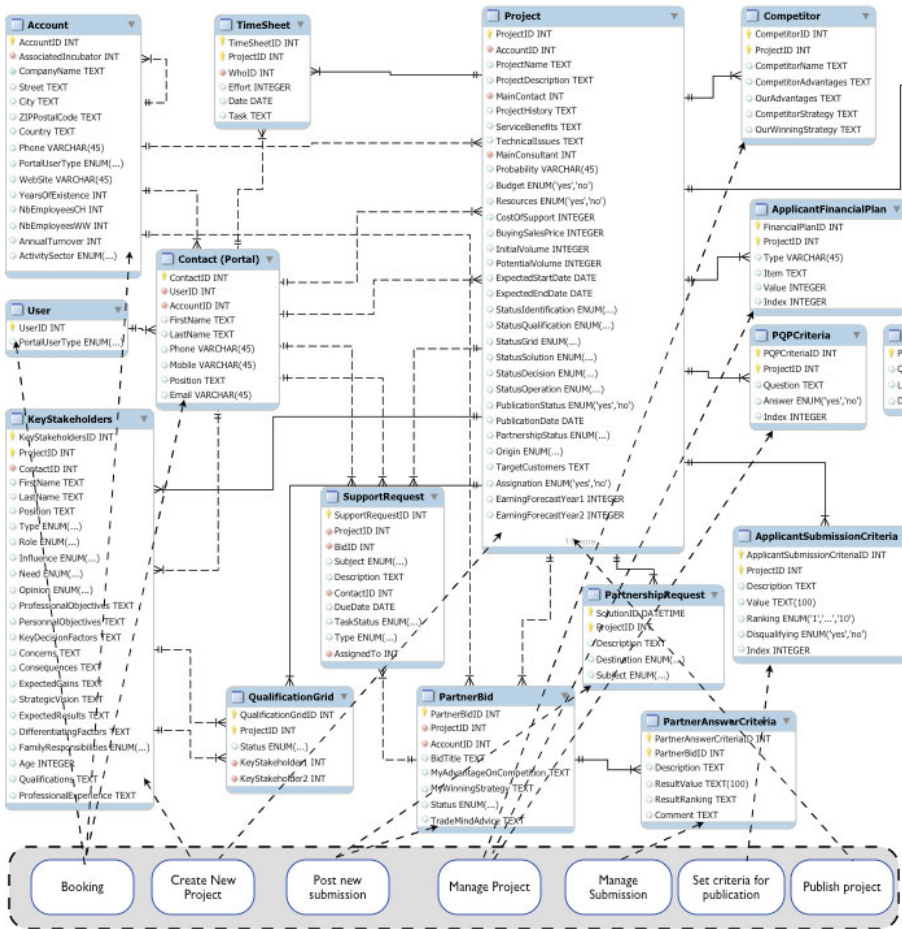 Account
AccountID INT
AssociatedIncubator INT
CompanyName TEXT
Street TEXT
City TEXT
ZIPPostalCode TEXT
Country TEXT
Phone VARCHAR(45)
PortalUserType ENUM(...)
WebSite VARCHAR(45)
YearsOfExistence INT
NbEmployeesCH INT
NbEmployeesWW INT
AnnualTurnover INT
ActivitySector ENUM(...)
TimeSheet
TimeSheetID INT
ProjectID INT
WhoID INT
Effort INTEGER
Date DATE
Task TEXT
Project
ProjectID INT
AccountID INT
ProjectName TEXT
ProjectDescription TEXT
MainContact INT
ProjectHistory TEXT
ServiceBenefits TEXT
TechnicalIssues TEXT
MainConsultant INT
Probability VARCHAR(45)
Budget ENUM('yes','no')
Resources ENUM('yes','no')
CostOfSupport INTEGER
BuyingSalesPrice INTEGER
InitialVolume INTEGER
PotentialVolume INTEGER
ExpectedStartDate DATE
ExpectedEndDate DATE
StatusIdentification ENUM(...)
StatusQualification ENUM(...)
StatusGrid ENUM(...)
StatusSolution ENUM(...)
StatusDecision ENUM(...)
StatusOperation ENUM(...)
PublicationStatus ENUM('yes','no')
PublicationDate DATE
PartnershipStatus ENUM(...)
Origin ENUM(...)
TargetCustomers TEXT
Assignation ENUM('yes','no')
EarningForecastYear1 INTEGER
EarningForecastYear2 INTEGER
Competitor
CompetitorID INT
ProjectID INT
CompetitorName TEXT
CompetitorAdvantages TEXT
OurAdvantages TEXT
CompetitorStrategy TEXT
OurWinningStrategy TEXT
ApplicantFinancialPlan
FinancialPlanID INT
ProjectID INT
Type VARCHAR(45)
Item TEXT
Value INTEGER
Index INTEGER
Contact (Portal)
ContactID INT
UserID INT
AccountID INT
FirstName TEXT
LastName TEXT
Phone VARCHAR(45)
Mobile VARCHAR(45)
Position TEXT
Email VARCHAR(45)
User
UserID INT
PortalUserType ENUM(...)
PQPCriteria
PQPCriteriaID INT
ProjectID INT
Question TEXT
Answer ENUM('yes','no')
Index INTEGER
KeyStakeholders
KeyStakeholdersID INT
ProjectID INT
ContactID INT
FirstName TEXT
LastName TEXT
Position TEXT
Type ENUM(...)
Role ENUM(...)
Influence ENUM(...)
Need ENUM(...)
Opinion ENUM(...)
ProfessionalObjectives TEXT
PersonnalObjectives TEXT
KeyDecisionFactors TEXT
Concerns TEXT
Consequences TEXT
ExpectedGains TEXT
StrategicVision TEXT
ExpectedResults TEXT
DifferentiatingFactors TEXT
FamilyResponsibilities ENUM(...)
Age INTEGER
Qualifications TEXT
ProfessionalExperience TEXT
SupportRequest
SupportRequestID INT
ProjectID INT
BidID INT
Subject ENUM(...)
Description TEXT
ContactID INT
DueDate DATE
TaskStatus ENUM(...)
Type ENUM(...)
AssignedTo INT
ApplicantSubmissionCriteria
ApplicantSubmissionCriteriaID INT
ProjectID INT
Description TEXT
Value TEXT(100)
Ranking ENUM('1','...','10')
Disqualifying ENUM('yes','no')
Index INTEGER
PartnershipRequest
SolutionID DATETIME
ProjectID INT
Description TEXT
Destination ENUM(...)
Subject ENUM(...)
QualificationGrid
QualificationGridID INT
ProjectID INT
Status ENUM(...)
KeyStakeholder1 INT
KeyStakeholder2 INT
PartnerBid
PartnerBidID INT
ProjectID INT
AccountID INT
BidTitle TEXT
MyAdvantageOnCompetition TEXT
MyWinningStrategy TEXT
Status ENUM(...)
TradeMindAdvice TEXT
PartnerAnswerCriteria
PartnerAnswerCriteriaID INT
PartnerBidID INT
Description TEXT
ResultValue TEXT(100)
ResultRanking TEXT
Comment TEXT
Booking
Create New
Project
Post new
submission
Manage Project
Manage
Submission
Set criteria for
publication
Publish project